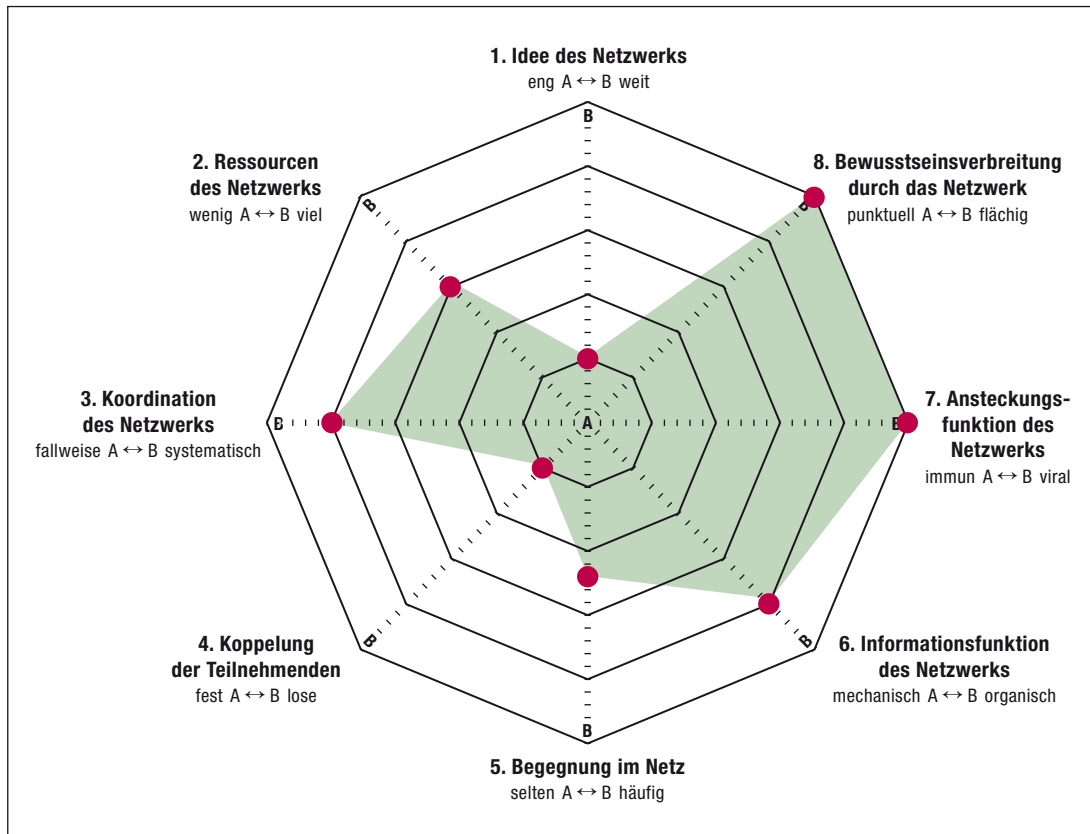 1. Idee des Netzwerks
eng A ↔ B weit
B
2. Ressourcen
des Netzwerks
wenig A ↔ B viel
B
8. Bewusstseinsverbreitung
durch das Netzwerk
punktuell A ↔ B flächig
B
3. Koordination
des Netzwerks
fallweise A ↔ B systematisch
B
A
B
7. Ansteckungs-
funktion des
Netzwerks
immun A ↔ B viral
4. Koppelung
der Teilnehmenden
fest A ↔ B lose
B
B
6. Informationsfunktion
des Netzwerks
mechanisch A ↔ B organisch
B
5. Begegnung im Netz
selten A ↔ B häufig